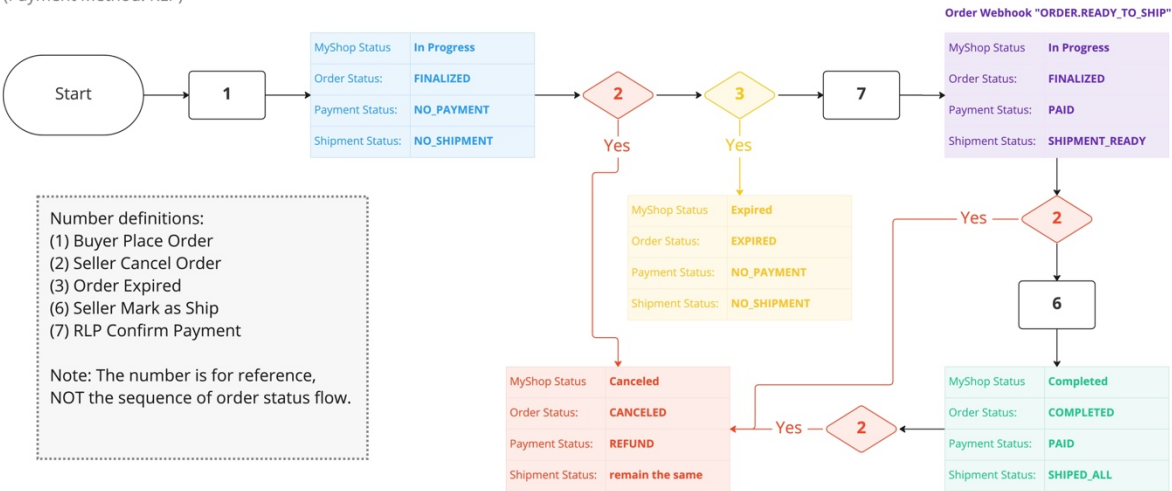 (Payment Method: RLP)
Order Webhook "ORDER.READY_TO_SHIP"
Start
1
MyShop Status In Progress
Order Status: FINALIZED
Payment Status: NO_PAYMENT
Shipment Status: NO_SHIPMENT
2
Yes
3
Yes
7
MyShop Status In Progress
Order Status: FINALIZED
Payment Status: PAID
Shipment Status: SHIPMENT_READY
Number definitions:
(1) Buyer Place Order
(2) Seller Cancel Order
(3) Order Expired
(6) Seller Mark as Ship
(7) RLP Confirm Payment
Note: The number is for reference,
NOT the sequence of order status flow.
MyShop Status Expired
Order Status: EXPIRED
Payment Status: NO_PAYMENT
Shipment Status: NO_SHIPMENT
Yes
2
6
MyShop Status Canceled
Order Status: CANCELED
Payment Status: REFUND
Shipment Status: remain the same
Yes
2
MyShop Status Completed
Order Status: COMPLETED
Payment Status: PAID
Shipment Status: SHIPED_ALL